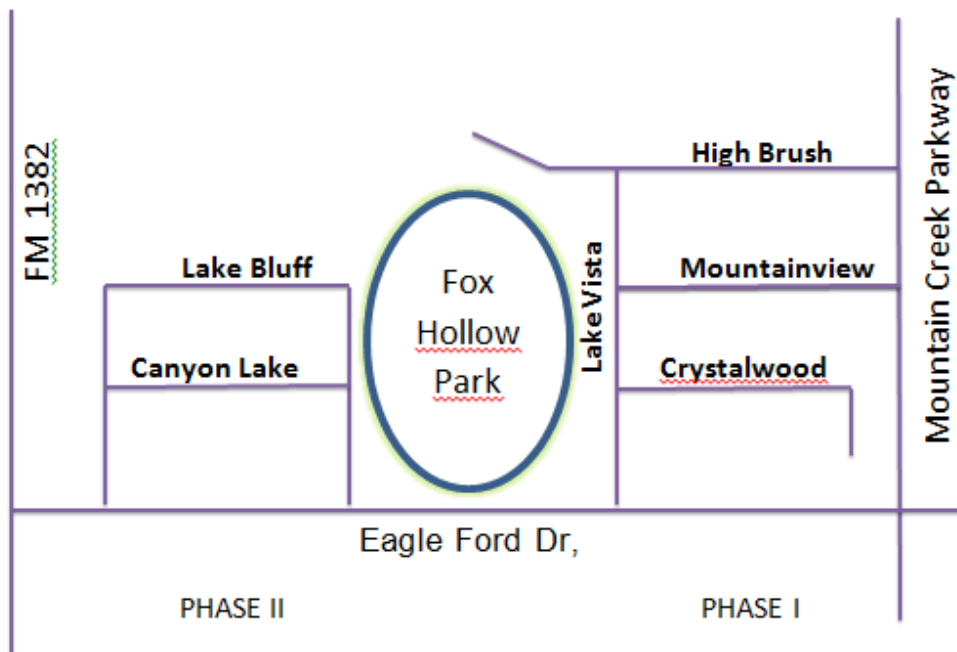 FM 1382
High Brush
Mountain Creek Parkway
Lake Bluff
Fox
Hollow
Park
Lake Vista
Mountainview
Canyon Lake
Crystalwood
Eagle Ford Dr,
PHASE II
PHASE I